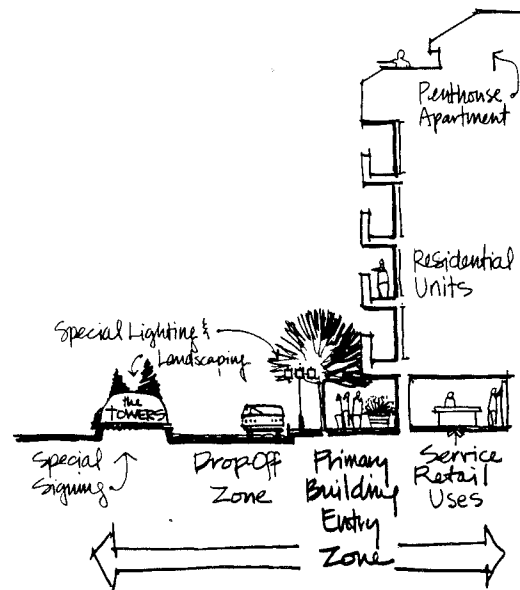 Penthouse
Apartment
Residential
Units
Special Lighting &
Landscaping
the
TOWERS
Special
Signing
Drop-Off
Zone
Primary
Building
Entry
Zone
Service
Retail
Uses